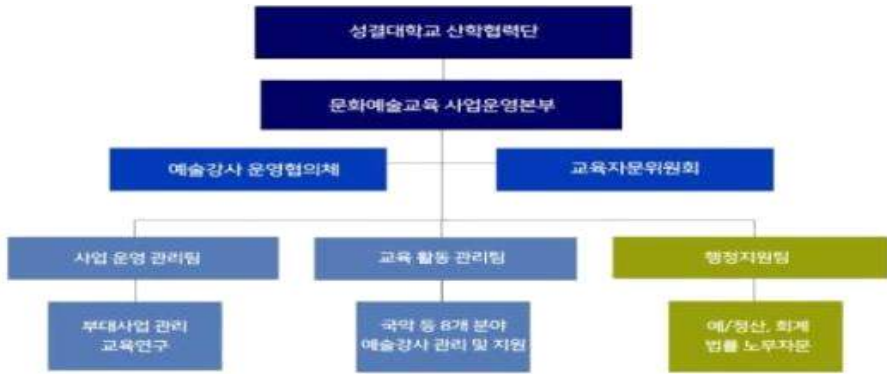 성결대학교 산학협력단
문화예술교육 사업운영본부
예술강사 운영협의체
교육자문위원회
사업 운영 관리팀
교육 활동 관리팀
행정지원팀
부대사업 관리
교육연구
국악 등 8개 분야
예술강사 관리 및 지원
예/정산, 회계
법률 노무자문